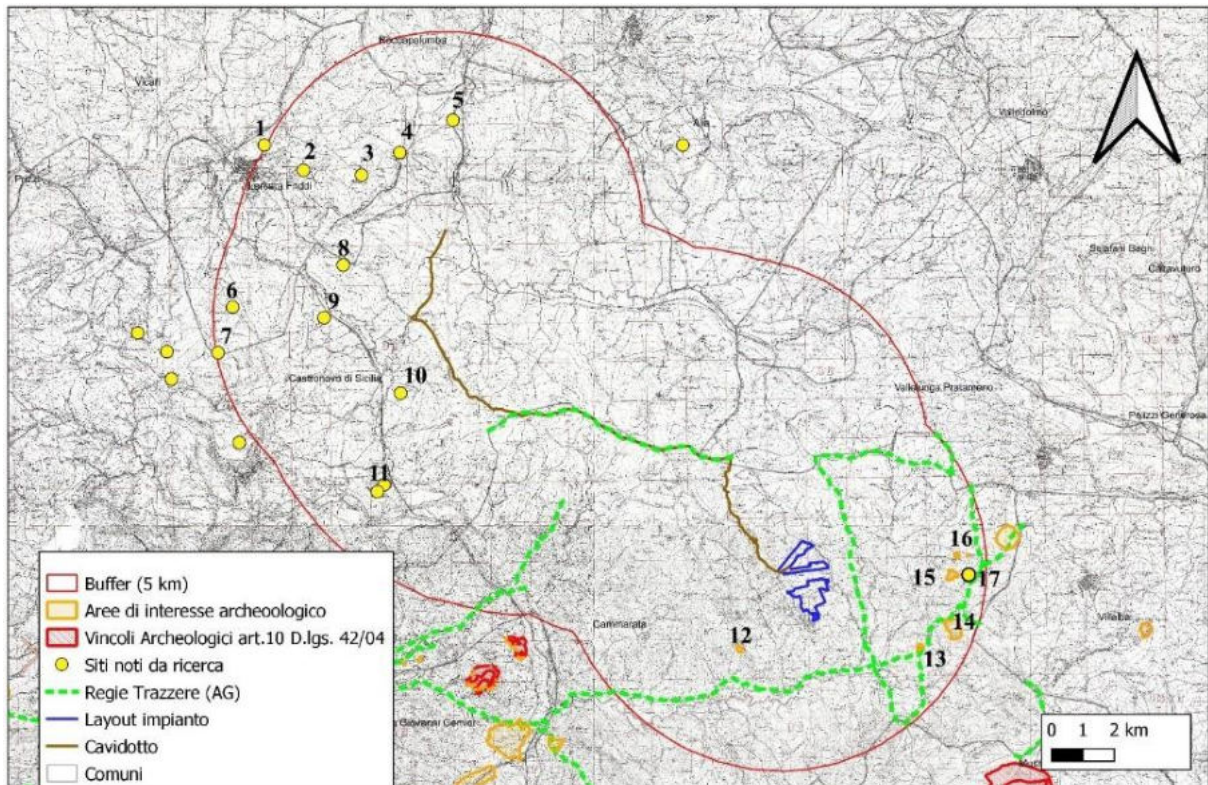 Roccapalumba
Vicari
Valledolmo
5
Alia
1
4
2
3
Prizzi
Lercara Friddi
Sclafani Bagni
Caltavuturo
8
6
9
7
Castronovo di Sicilia
10
Vallelunga Pratameno
Polizzi Generosa
11
16
15
17
14
Villalba
Cammarata
12
13
Buffer (5 km)
Aree di interesse archeoologico
Vincoli Archeologici art.10 D.lgs. 42/04
Siti noti da ricerca
Regie Trazzere (AG)
Layout impianto
Cavidotto
Comuni
Giovanni Gemini
0 1 2 km